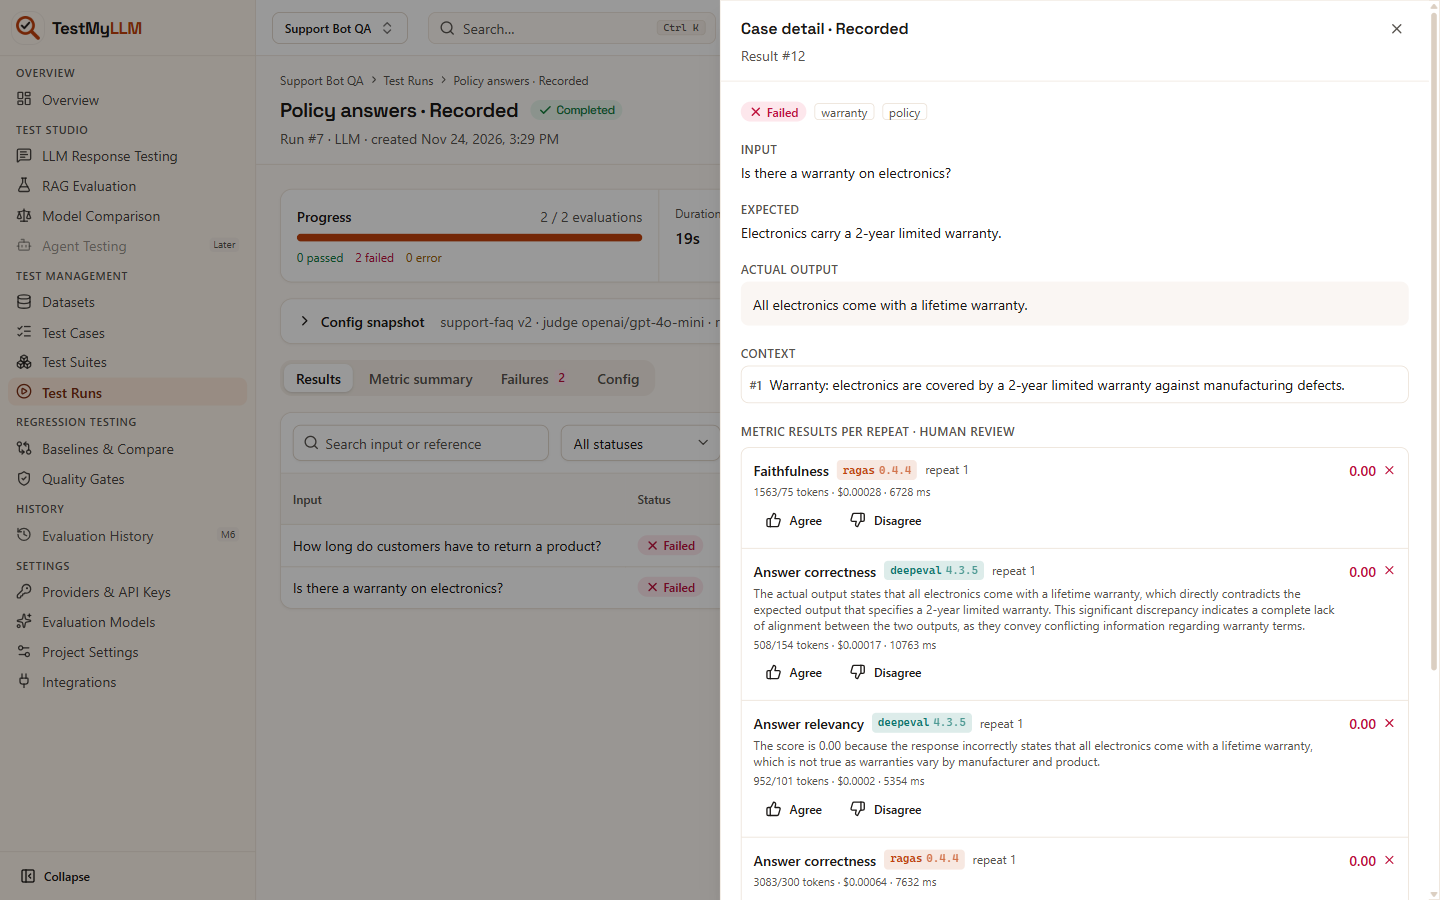 TestMyLLM
Support Bot QA
Search...
Ctrl K
OVERVIEW
Overview
TEST STUDIO
LLM Response Testing
RAG Evaluation
Model Comparison
Agent Testing
Later
TEST MANAGEMENT
Datasets
Test Cases
Test Suites
Test Runs
REGRESSION TESTING
Baselines & Compare
Quality Gates
HISTORY
Evaluation History
M6
SETTINGS
Providers & API Keys
Evaluation Models
Project Settings
Integrations
Collapse
Support Bot QA > Test Runs > Policy answers · Recorded
Policy answers · Recorded
Completed
Run #7 · LLM · created Nov 24, 2026, 3:29 PM
Progress
2 / 2 evaluations
0 passed 2 failed 0 error
Duration
19s
Config snapshot support-faq v2 · judge openai/gpt-4o-mini ·
Results
Metric summary
Failures 2
Config
Search input or reference
All statuses
Input
Status
How long do customers have to return a product?
Failed
Is there a warranty on electronics?
Failed
Case detail · Recorded
Result #12
Failed
warranty
policy
INPUT
Is there a warranty on electronics?
EXPECTED
Electronics carry a 2-year limited warranty.
ACTUAL OUTPUT
All electronics come with a lifetime warranty.
CONTEXT
#1 Warranty: electronics are covered by a 2-year limited warranty against manufacturing defects.
METRIC RESULTS PER REPEAT · HUMAN REVIEW
Faithfulness ragas 0.4.4 repeat 1
0.00
1563/75 tokens · $0.00028 · 6728 ms
Agree
Disagree
Answer correctness deepeval 4.3.5 repeat 1
0.00
The actual output states that all electronics come with a lifetime warranty, which directly contradicts the
expected output that specifies a 2-year limited warranty. This significant discrepancy indicates a complete lack
of alignment between the two outputs, as they convey conflicting information regarding warranty terms.
508/154 tokens · $0.00017 · 10763 ms
Agree
Disagree
Answer relevancy deepeval 4.3.5 repeat 1
0.00
The score is 0.00 because the response incorrectly states that all electronics come with a lifetime warranty,
which is not true as warranties vary by manufacturer and product.
952/101 tokens · $0.0002 · 5354 ms
Agree
Disagree
Answer correctness ragas 0.4.4 repeat 1
0.00
3083/300 tokens · $0.00064 · 7632 ms